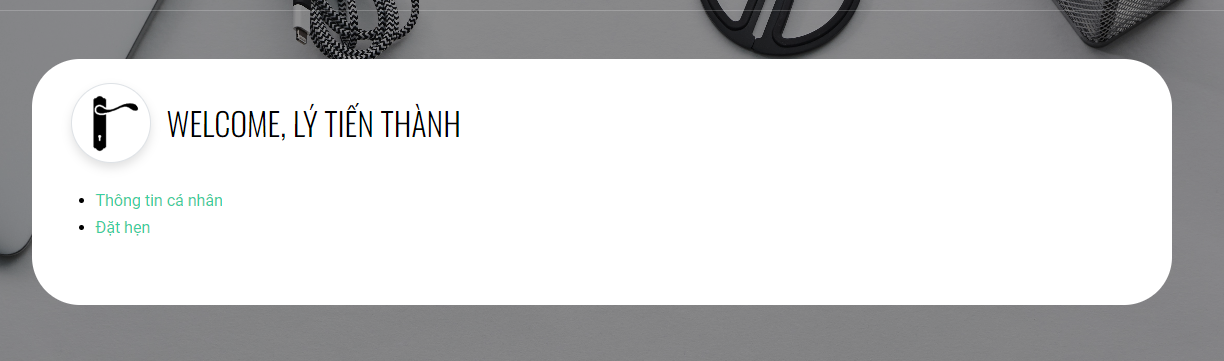 WELCOME, LÝ TIẾN THÀNH
Thông tin cá nhân
Đặt hẹn